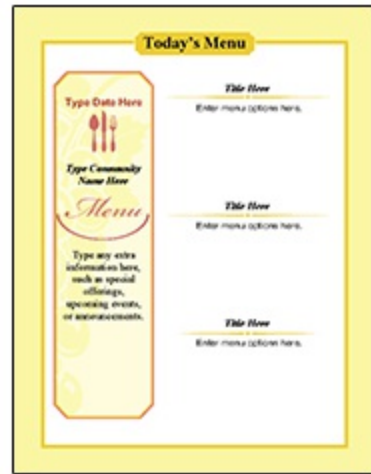 Today's Menu
Type Date Here
Type Community
Name Here
Menu
Type any extra
information here,
such as special
offerings,
upcoming events,
or announcements.
Title Here
Enter menu options here.
Title Here
Enter menu options here.
Title Here
Enter menu options here.